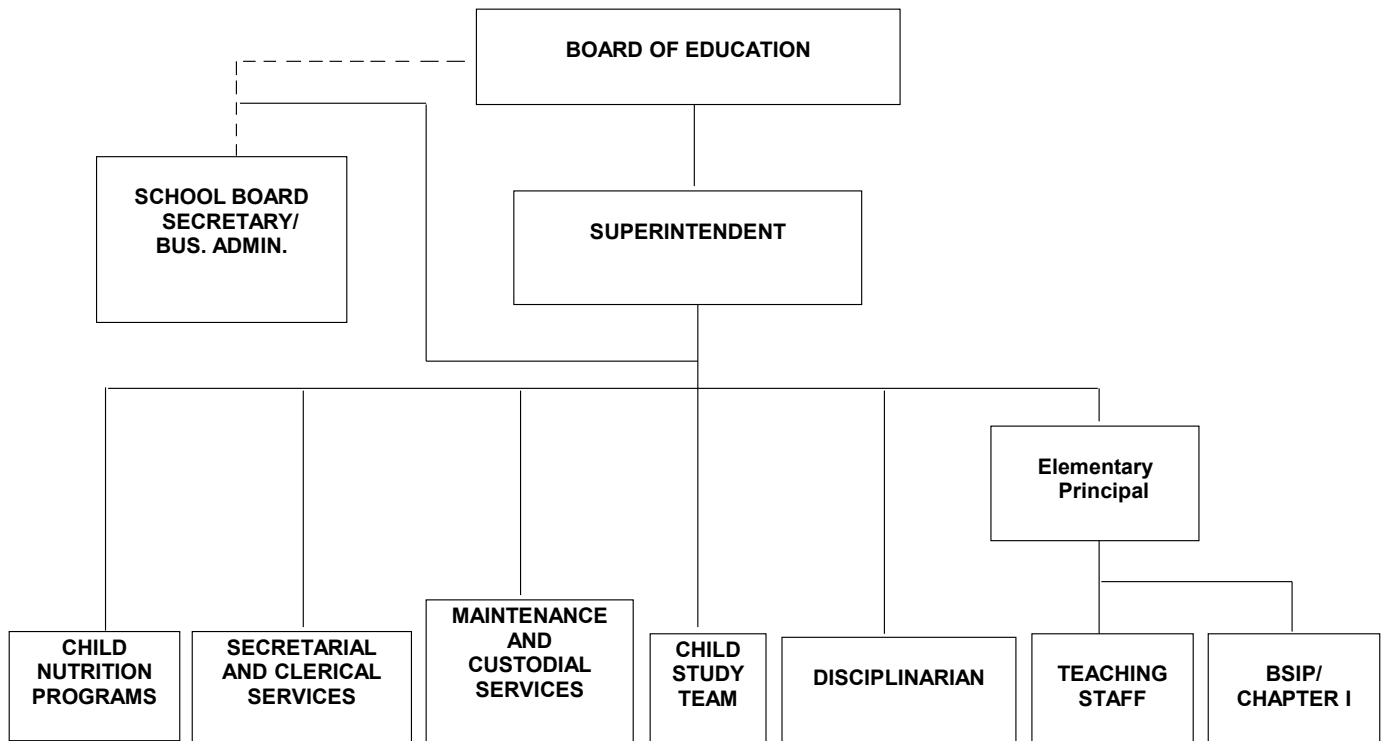 BOARD OF EDUCATION
SCHOOL BOARD
SECRETARY/
BUS. ADMIN.
SUPERINTENDENT
Elementary
Principal
CHILD
NUTRITION
PROGRAMS
SECRETARIAL
AND CLERICAL
SERVICES
MAINTENANCE
AND
CUSTODIAL
SERVICES
CHILD
STUDY
TEAM
DISCIPLINARIAN
TEACHING
STAFF
BSIP/
CHAPTER I